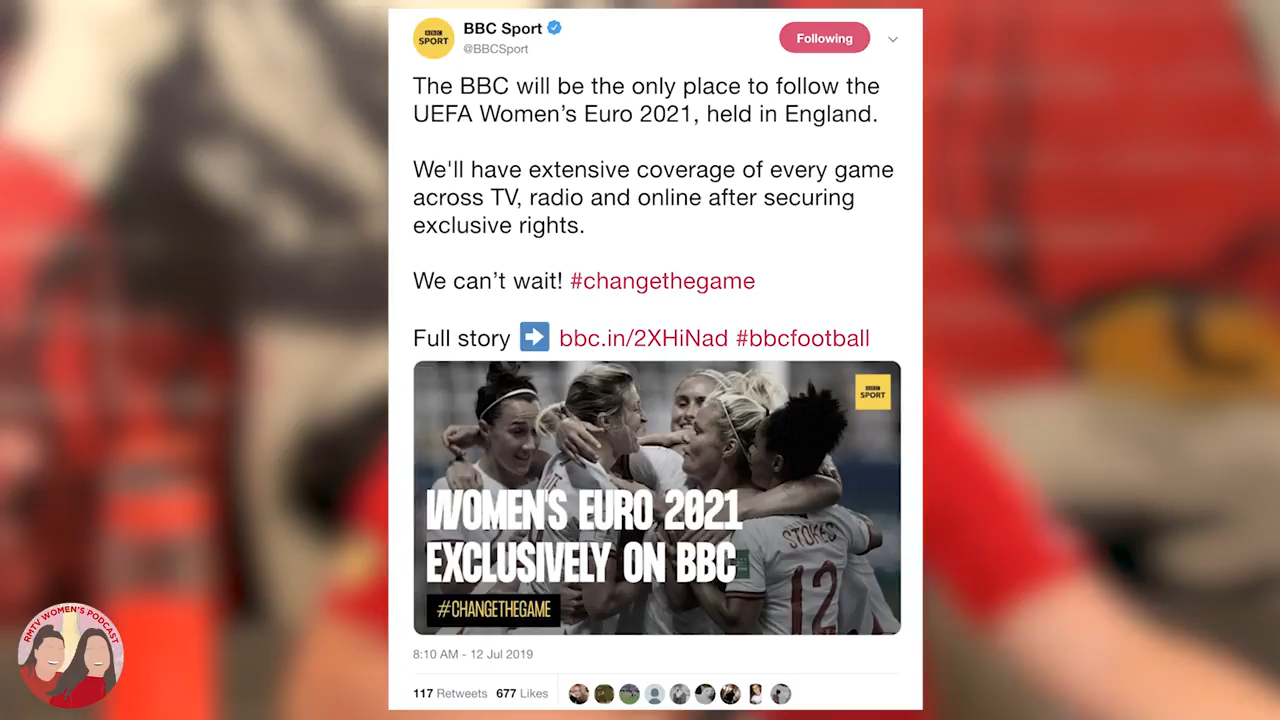 BBC Sport
Following
BBC
SPORT
@BBCSport
The BBC will be the only place to follow the
UEFA Women’s Euro 2021, held in England.
We'll have extensive coverage of every game
across TV, radio and online after securing
exclusive rights.
We can’t wait! #changethegame
Full story ➡ bbc.in/2XHiNad #bbcfootball
BBC
SPORT
WOMEN'S EURO 2021
EXCLUSIVELY ON BBC
STOKES
12
#CHANGETHEGAME
RMTV WOMEN'S PODCAST
8:10 AM - 12 Jul 2019
117 Retweets 677 Likes